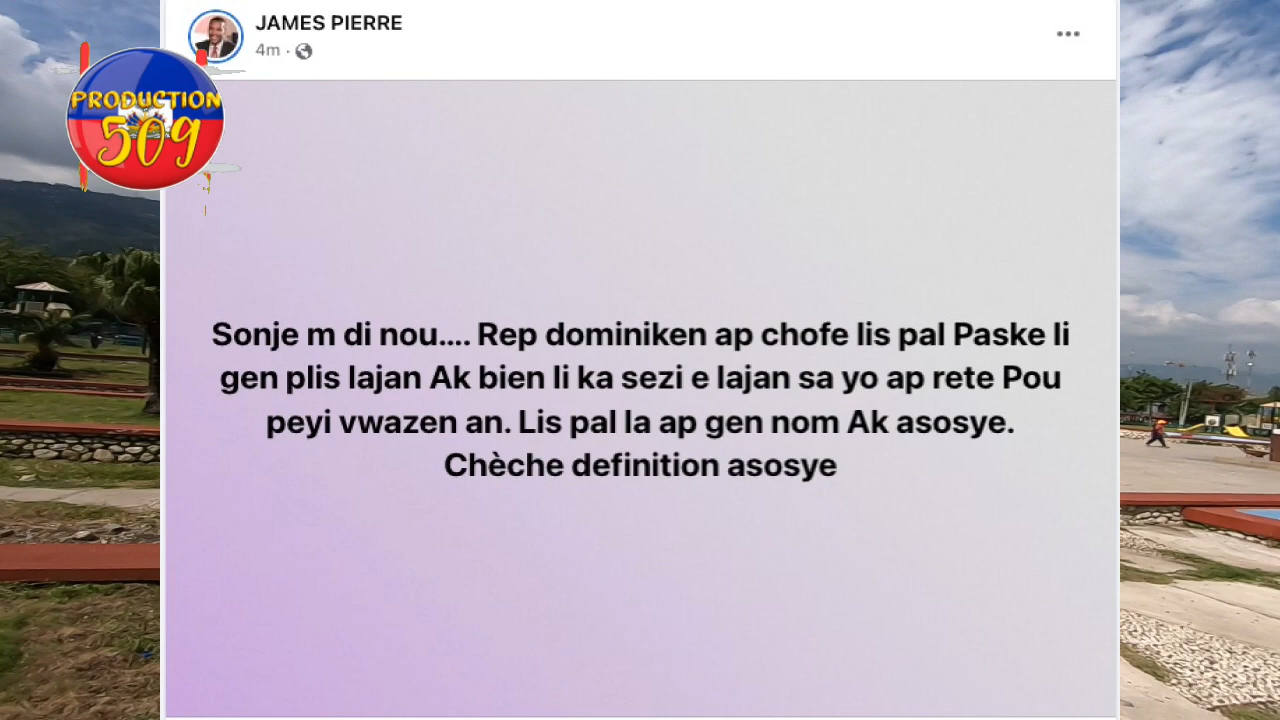 JAMES PIERRE
4m ·
PRODUCTION
509
Sonje m di nou.... Rep dominiken ap chofe lis pal Paske li
gen plis lajan Ak bien li ka sezi e lajan sa yo ap rete Pou
peyi vwazen an. Lis pal la ap gen nom Ak asosye.
Chèche definition asosye